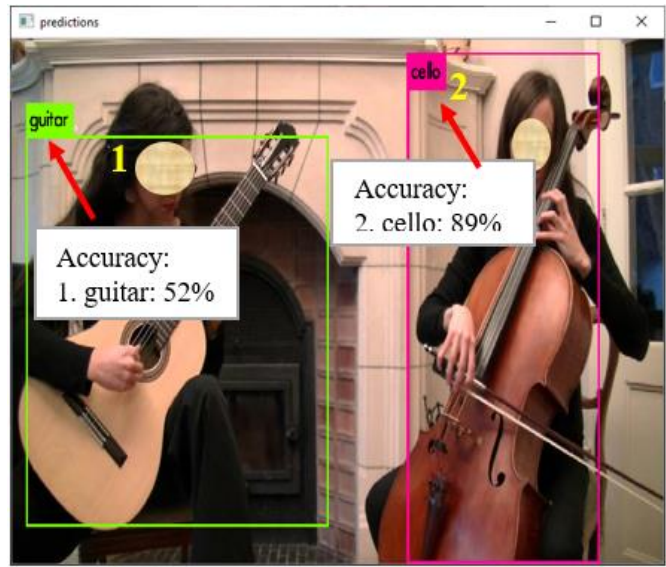 predictions
guitar
1
Accuracy:
1. guitar: 52%
cello
2
Accuracy:
2. cello: 89%